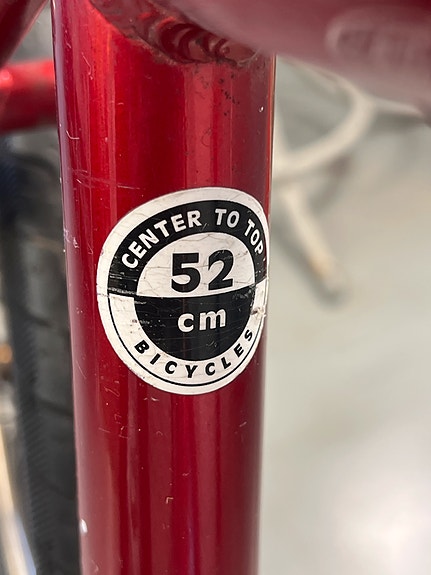 CENTER TO TOP
52
cm
BICYCLES